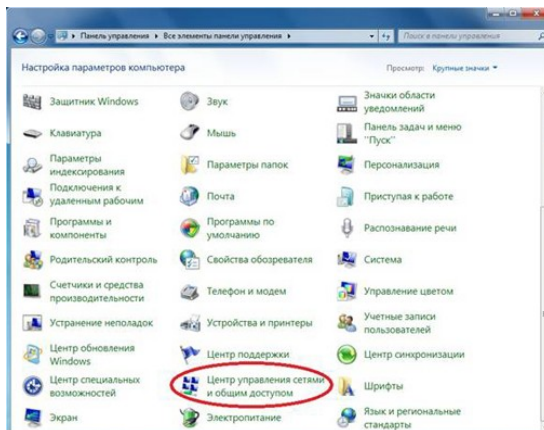 Панель управления ▸ Все элементы панели управления ▸
Поиск в панели управления
Настройка параметров компьютера
Просмотр: Крупные значки
Защитник Windows
Звук
Значки области
уведомлений
Клавиатура
Мышь
Панель задач и меню
"Пуск"
Параметры
индексирования
Параметры папок
Персонализация
Подключения к
удаленным рабочим
Почта
Приступая к работе
Программы и
компоненты
Программы по
умолчанию
Распознавание речи
Родительский контроль
Свойства обозревателя
Система
Счетчики и средства
производительности
Телефон и модем
Управление цветом
Устранение неполадок
Устройства и принтеры
Учетные записи
пользователей
Центр обновления
Windows
Центр поддержки
Центр синхронизации
Центр специальных
возможностей
Центр управления сетями
и общим доступом
Шрифты
Экран
Электропитание
Язык и региональные
стандарты